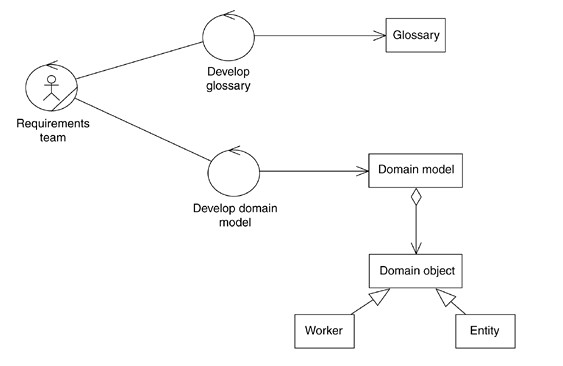 Glossary
Develop
glossary
Requirements
team
Domain model
Develop domain
model
Domain object
Worker
Entity